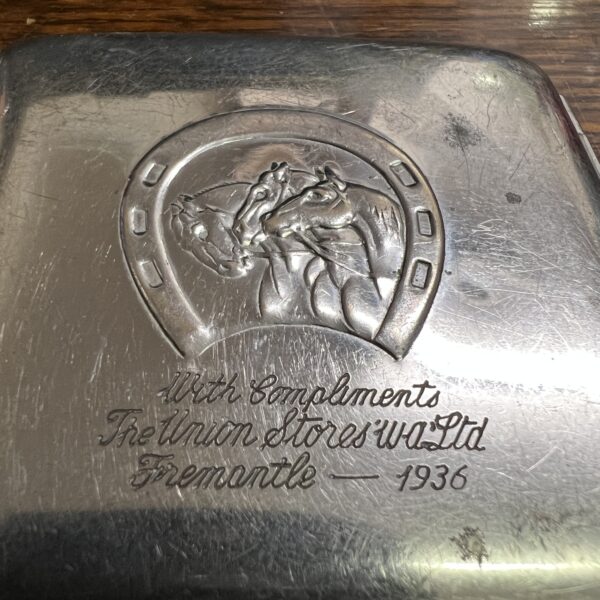 With Compliments
The Union Stores "W.A" Ltd
Fremantle — 1936